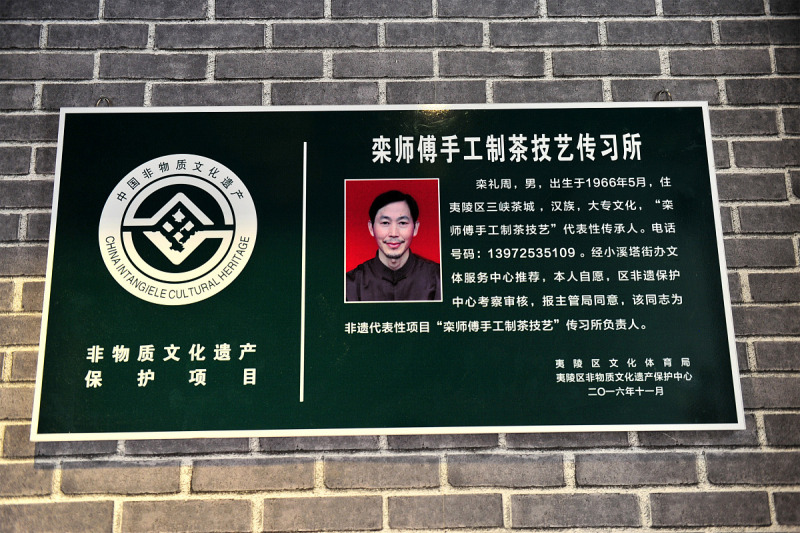 中国非物质文化遗产
CHINA INTANGIELE CULTURAL HERITAGE
非物质文化遗产
保护项目
栾师傅手工制茶技艺传习所
栾礼周，男，出生于1966年5月，住
夷陵区三峡茶城，汉族，大专文化，“栾
师傅手工制茶技艺”代表性传承人。电话
号码：13972535109。经小溪塔街办文
体服务中心推荐，本人自愿，区非遗保护
中心考察审核，报主管局同意，该同志为
非遗代表性项目“栾师傅手工制茶技艺”传习所负责人。
夷陵区文化体育局
夷陵区非物质文化遗产保护中心
二〇一六年十一月